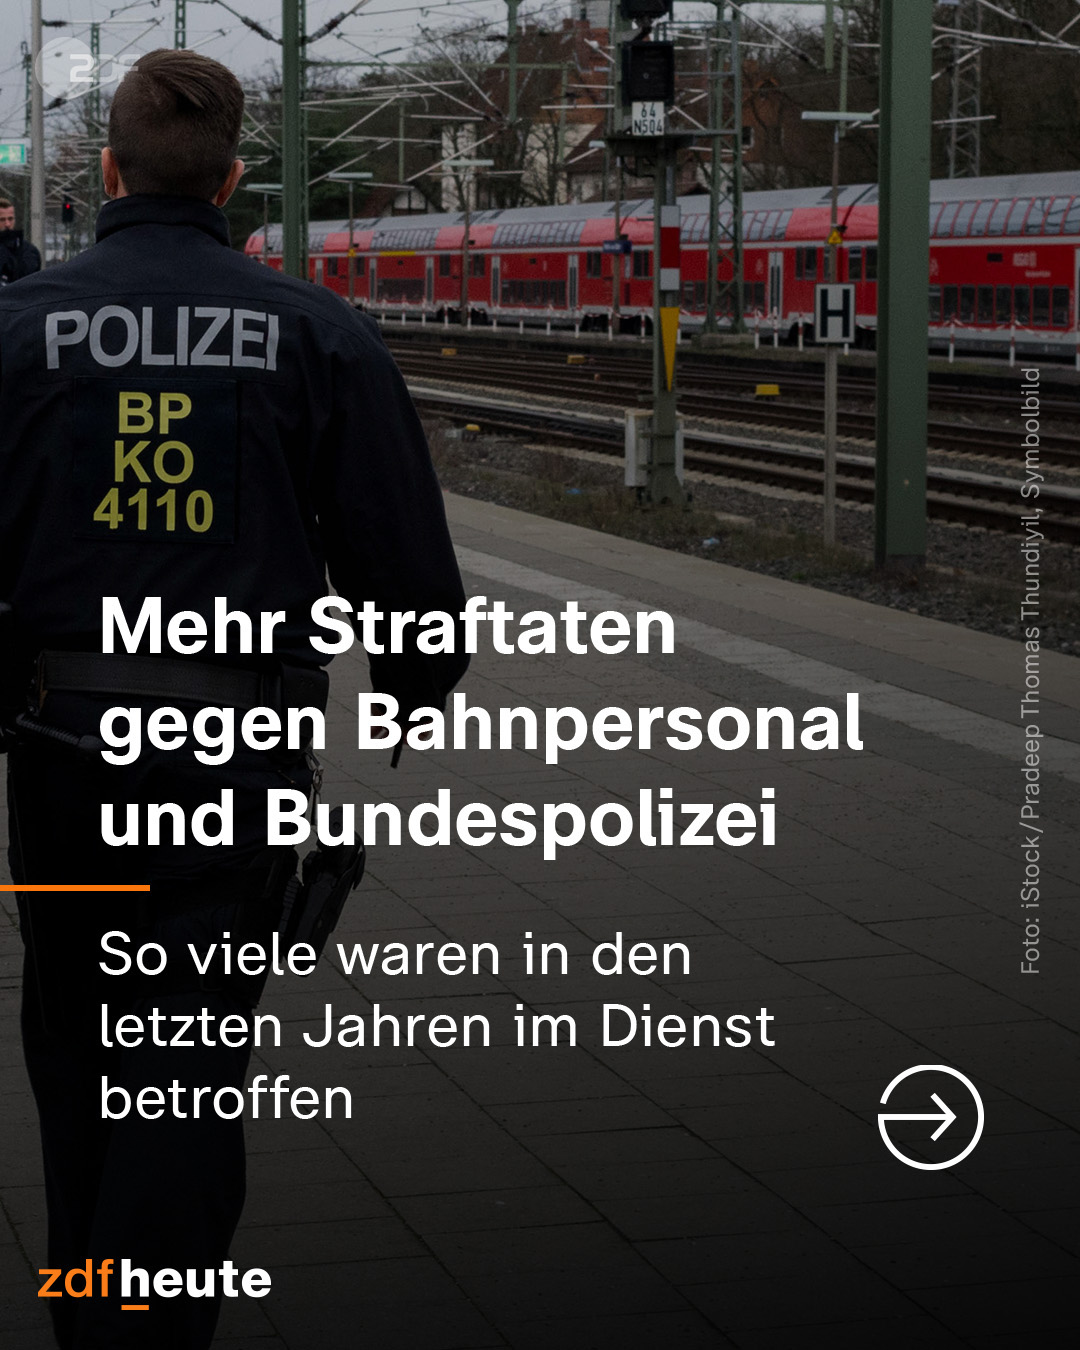 ZDF
64
N504
H
POLIZEI
BP
KO
4110
Mehr Straftaten
gegen Bahnpersonal
und Bundespolizei
So viele waren in den
letzten Jahren im Dienst
betroffen
Foto: iStock/Pradeep Thomas Thundiyil, Symbolbild
zdfheute